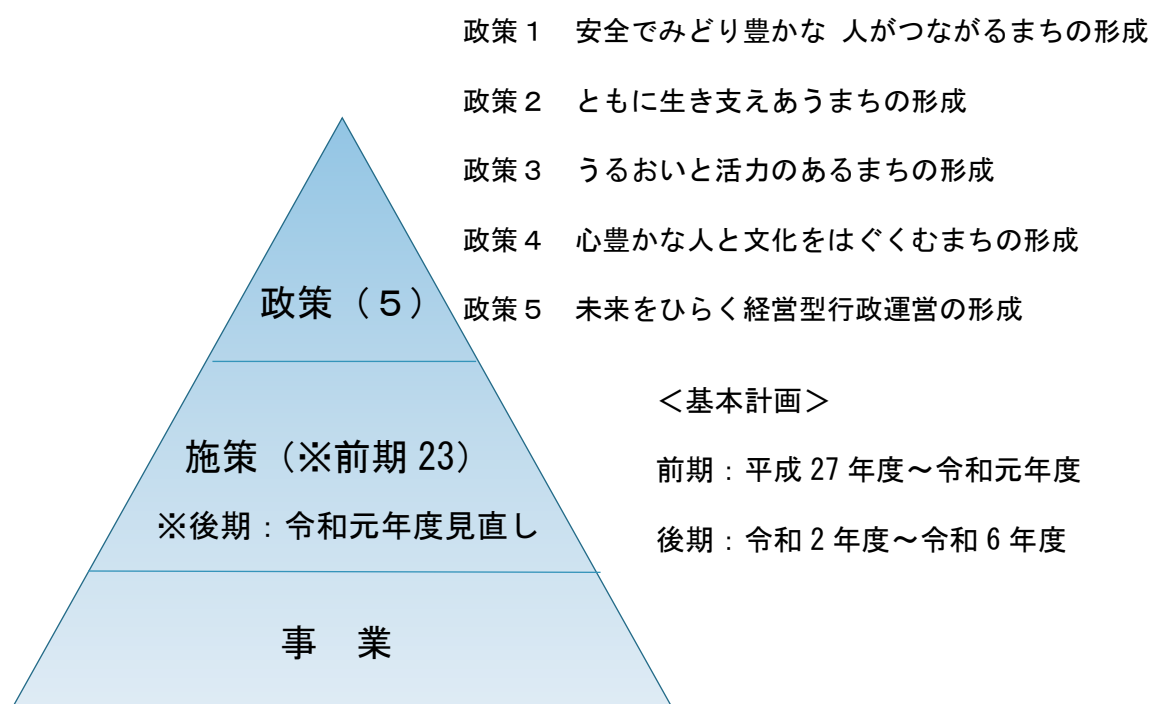 政策１　安全でみどり豊かな 人がつながるまちの形成
政策２　ともに生き支えあうまちの形成
政策３　うるおいと活力のあるまちの形成
政策４　心豊かな人と文化をはぐくむまちの形成
政策（５）
政策５　未来をひらく経営型行政運営の形成
＜基本計画＞
施策（※前期 23）
前期：平成 27 年度～令和元年度
※後期：令和元年度見直し
後期：令和 2 年度～令和 6 年度
事　業